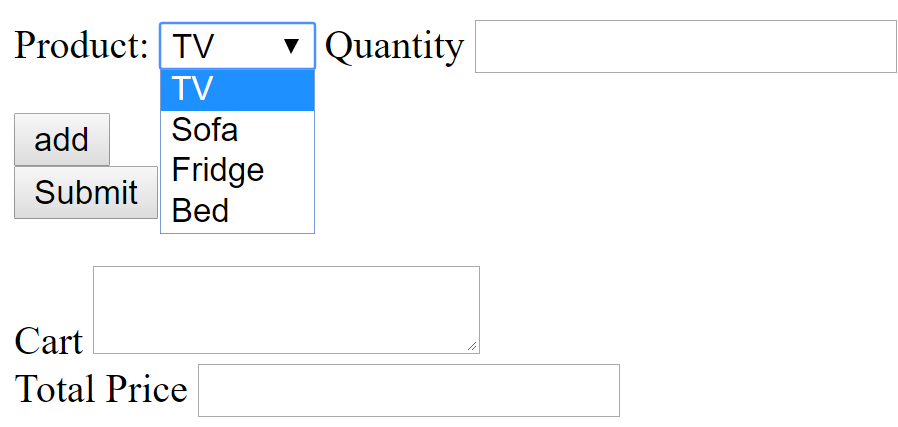 Product: TV ▼ Quantity
TV
Sofa
Fridge
Bed
add
Submit
Cart
Total Price